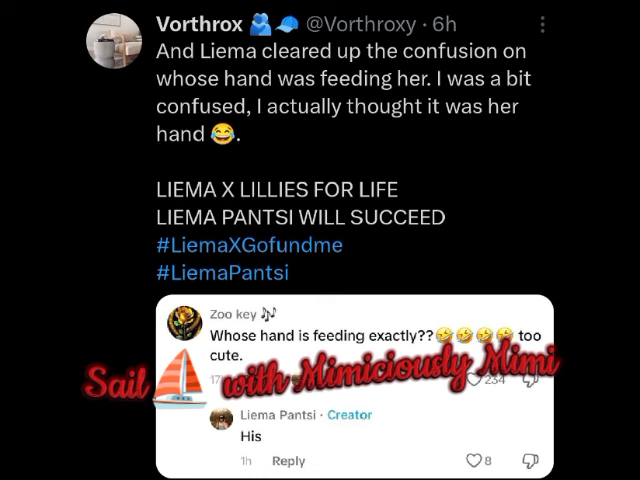 Vorthrox 🫂🧢 @Vorthroxy · 6h
And Liema cleared up the confusion on
whose hand was feeding her. I was a bit
confused, I actually thought it was her
hand 😂.
LIEMA X LILLIES FOR LIFE
LIEMA PANTSI WILL SUCCEED
#LiemaXGofundme
#LiemaPantsi
Zoo key 🎶
Whose hand is feeding exactly??🤣🤣🤣🤣 too
cute.
234
Sail ⛵ with Mimiciously Mimi
Liema Pantsi · Creator
His
1h Reply 8